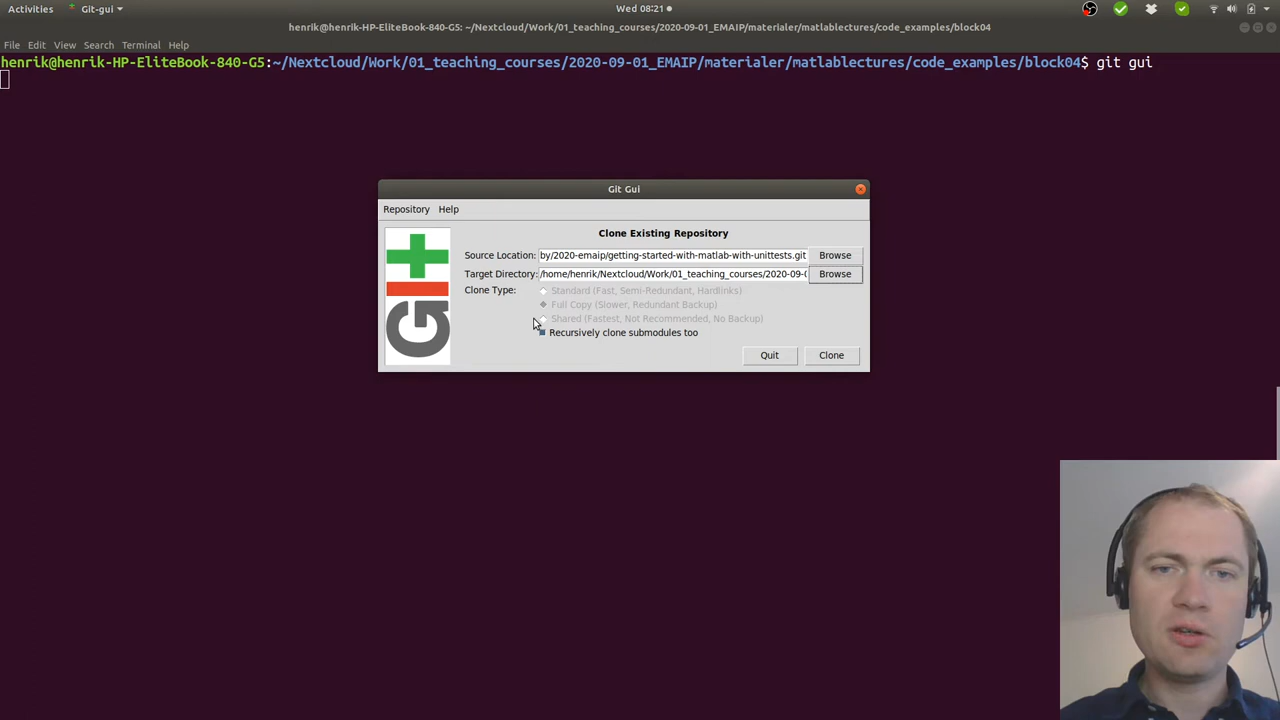 Activities Git-gui Wed 08:21
henrik@henrik-HP-EliteBook-840-G5: ~/Nextcloud/Work/01_teaching_courses/2020-09-01_EMAIP/materialer/matlablectures/code_examples/block04
File Edit View Search Terminal Help
henrik@henrik-HP-EliteBook-840-G5:~/Nextcloud/Work/01_teaching_courses/2020-09-01_EMAIP/materialer/matlablectures/code_examples/block04$ git gui
Git Gui
Repository Help
git
Clone Existing Repository
Source Location: by/2020-emaip/getting-started-with-matlab-with-unittests.git Browse
Target Directory: /home/henrik/Nextcloud/Work/01_teaching_courses/2020-09-0 Browse
Clone Type: Standard (Fast, Semi-Redundant, Hardlinks)
Full Copy (Slower, Redundant Backup)
Shared (Fastest, Not Recommended, No Backup)
Recursively clone submodules too
Quit Clone